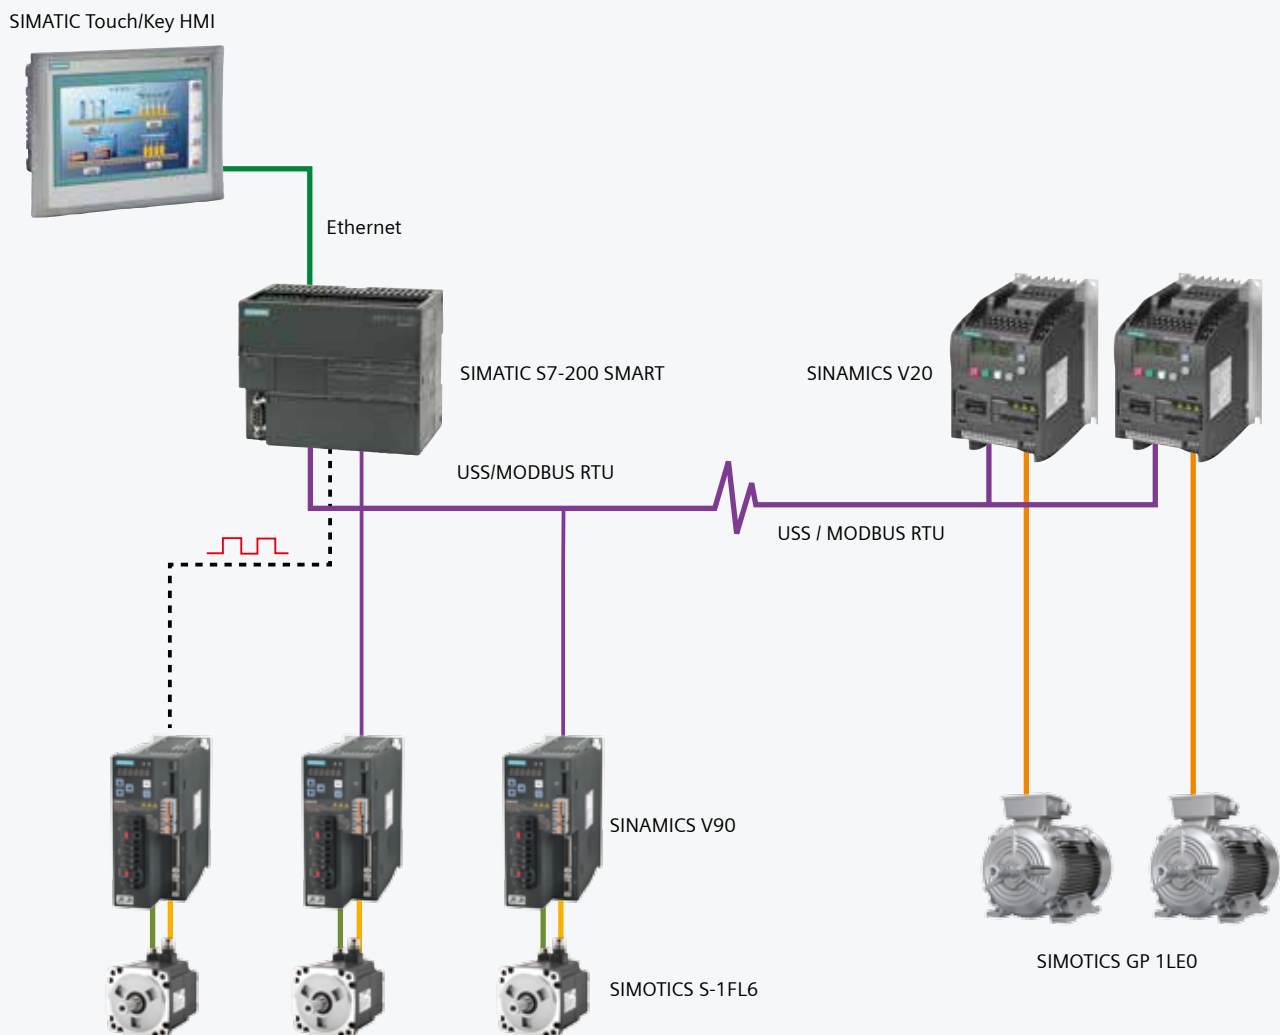 SIMATIC Touch/Key HMI
Ethernet
SIMATIC S7-200 SMART
SINAMICS V20
USS/MODBUS RTU
USS / MODBUS RTU
SINAMICS V90
SIMOTICS GP 1LE0
SIMOTICS S-1FL6